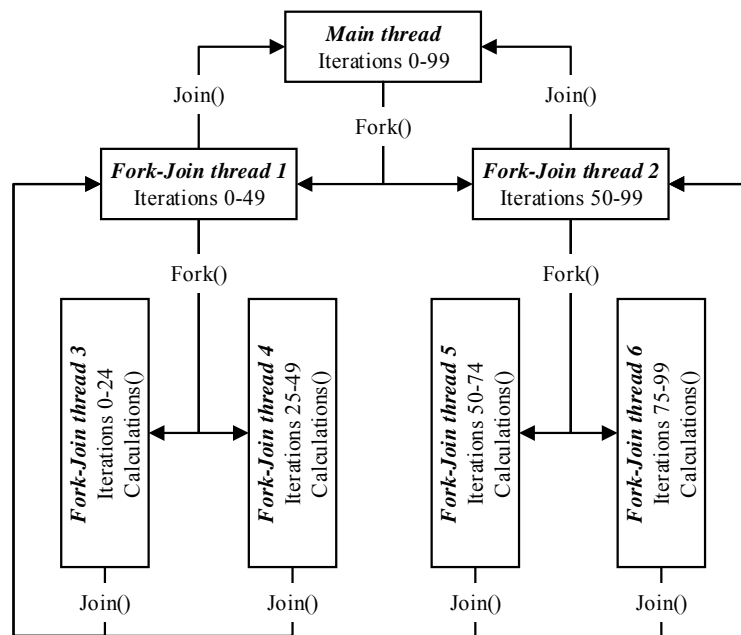 Main thread
Iterations 0-99
Join()
Join()
Fork()
Fork-Join thread 1
Iterations 0-49
Fork-Join thread 2
Iterations 50-99
Fork()
Fork()
Fork-Join thread 3
Iterations 0-24
Calculations()
Fork-Join thread 4
Iterations 25-49
Calculations()
Fork-Join thread 5
Iterations 50-74
Calculations()
Fork-Join thread 6
Iterations 75-99
Calculations()
Join()
Join()
Join()
Join()